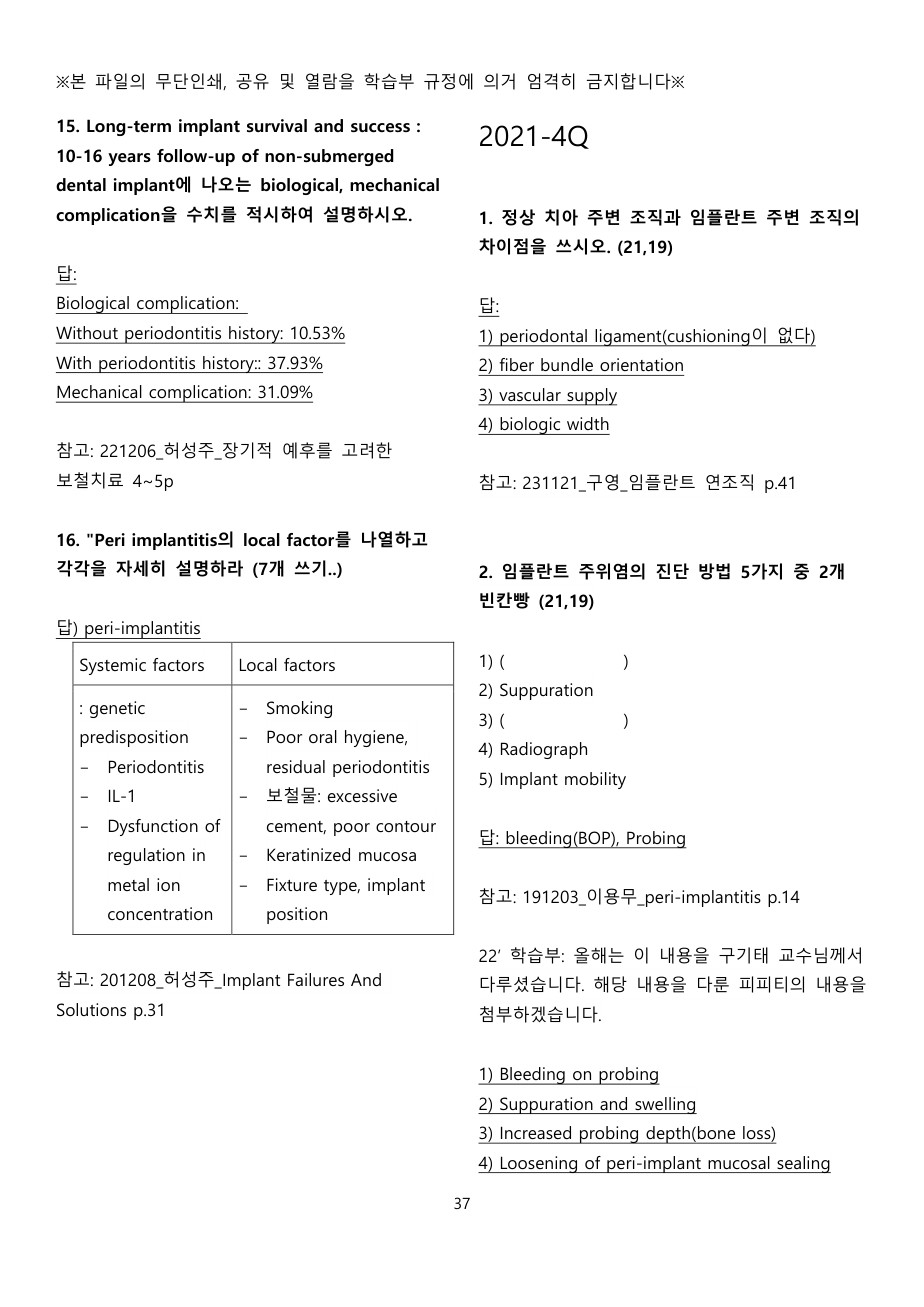 ※본 파일의 무단인쇄, 공유 및 열람을 학습부 규정에 의거 엄격히 금지합니다※
15. Long-term implant survival and success :
10-16 years follow-up of non-submerged
dental implant에 나오는 biological, mechanical
complication을 수치를 적시하여 설명하시오.
답:
Biological complication:
Without periodontitis history: 10.53%
With periodontitis history:: 37.93%
Mechanical complication: 31.09%
참고: 221206_허성주_장기적 예후를 고려한
보철치료 4~5p
16. "Peri implantitis의 local factor를 나열하고
각각을 자세히 설명하라 (7개 쓰기..)
답) peri-implantitis
Systemic factors
Local factors
: genetic
predisposition
– Periodontitis
– IL-1
– Dysfunction of
regulation in
metal ion
concentration
– Smoking
– Poor oral hygiene,
residual periodontitis
– 보철물: excessive
cement, poor contour
– Keratinized mucosa
– Fixture type, implant
position
참고: 201208_허성주_Implant Failures And
Solutions p.31
2021-4Q
1. 정상 치아 주변 조직과 임플란트 주변 조직의
차이점을 쓰시오. (21,19)
답:
1) periodontal ligament(cushioning이 없다)
2) fiber bundle orientation
3) vascular supply
4) biologic width
참고: 231121_구영_임플란트 연조직 p.41
2. 임플란트 주위염의 진단 방법 5가지 중 2개
빈칸빵 (21,19)
1) ( )
2) Suppuration
3) ( )
4) Radiograph
5) Implant mobility
답: bleeding(BOP), Probing
참고: 191203_이용무_peri-implantitis p.14
22’ 학습부: 올해는 이 내용을 구기태 교수님께서
다루셨습니다. 해당 내용을 다룬 피피티의 내용을
첨부하겠습니다.
1) Bleeding on probing
2) Suppuration and swelling
3) Increased probing depth(bone loss)
4) Loosening of peri-implant mucosal sealing
37